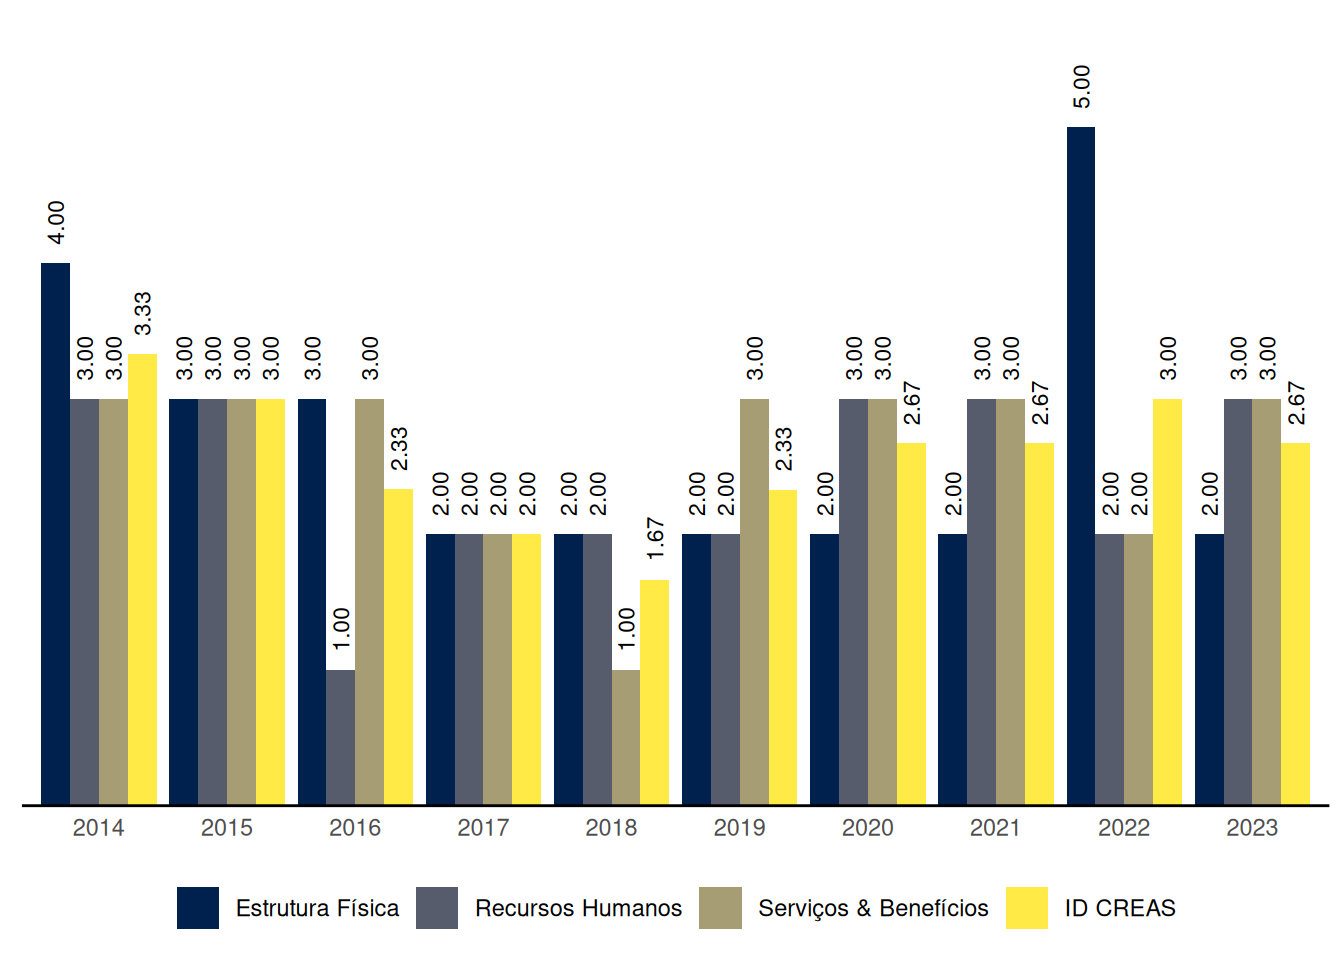 5.00
4.00
3.33
3.00 3.00 3.00 3.00 3.00 3.00 3.00 3.00 3.00 3.00 3.00 3.00 3.00 3.00 3.00 3.00
2.67 2.67 2.67
2.33 2.33
2.00 2.00 2.00 2.00 2.00 2.00 2.00 2.00 2.00 2.00 2.00 2.00 2.00
1.67
1.00 1.00
2014 2015 2016 2017 2018 2019 2020 2021 2022 2023
Estrutura Física Recursos Humanos Serviços & Benefícios ID CREAS